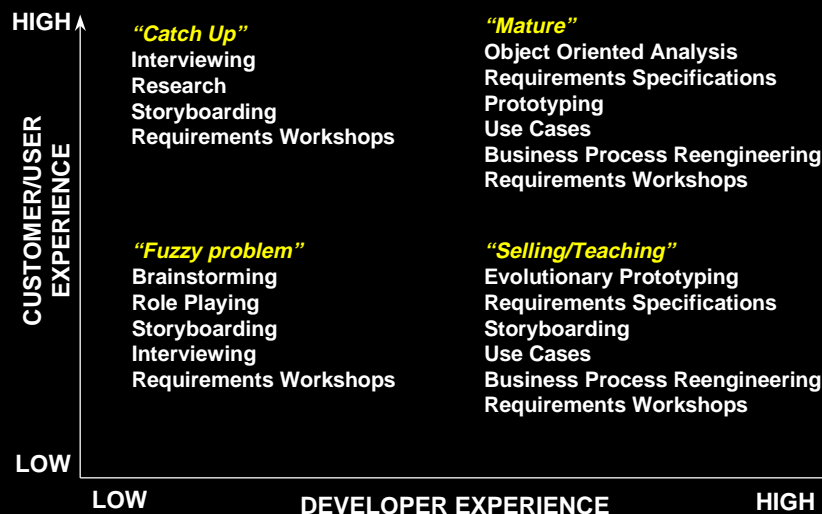 HIGH
"Catch Up"
Interviewing
Research
Storyboarding
Requirements Workshops
"Mature"
Object Oriented Analysis
Requirements Specifications
Prototyping
Use Cases
Business Process Reengineering
Requirements Workshops
CUSTOMER/USER
EXPERIENCE
"Fuzzy problem"
Brainstorming
Role Playing
Storyboarding
Interviewing
Requirements Workshops
"Selling/Teaching"
Evolutionary Prototyping
Requirements Specifications
Storyboarding
Use Cases
Business Process Reengineering
Requirements Workshops
LOW
LOW
DEVELOPER EXPERIENCE
HIGH